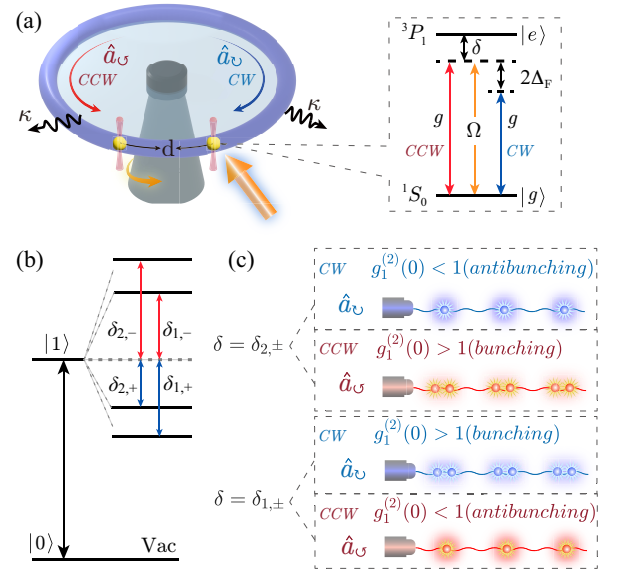 (a)
â↺
CCW
â↻
CW
κ
κ
d
³P₁
|e⟩
δ
2Δ_F
g
Ω
g
CCW
CW
¹S₀
|g⟩
(b)
|1⟩
δ₂,₋
δ₁,₋
δ₂,₊
δ₁,₊
|0⟩
Vac
(c)
CW g₁⁽²⁾(0) < 1(antibunching)
â↻
δ = δ₂,±
CCW g₁⁽²⁾(0) > 1(bunching)
â↺
CW g₁⁽²⁾(0) > 1(bunching)
â↻
δ = δ₁,±
CCW g₁⁽²⁾(0) < 1(antibunching)
â↺